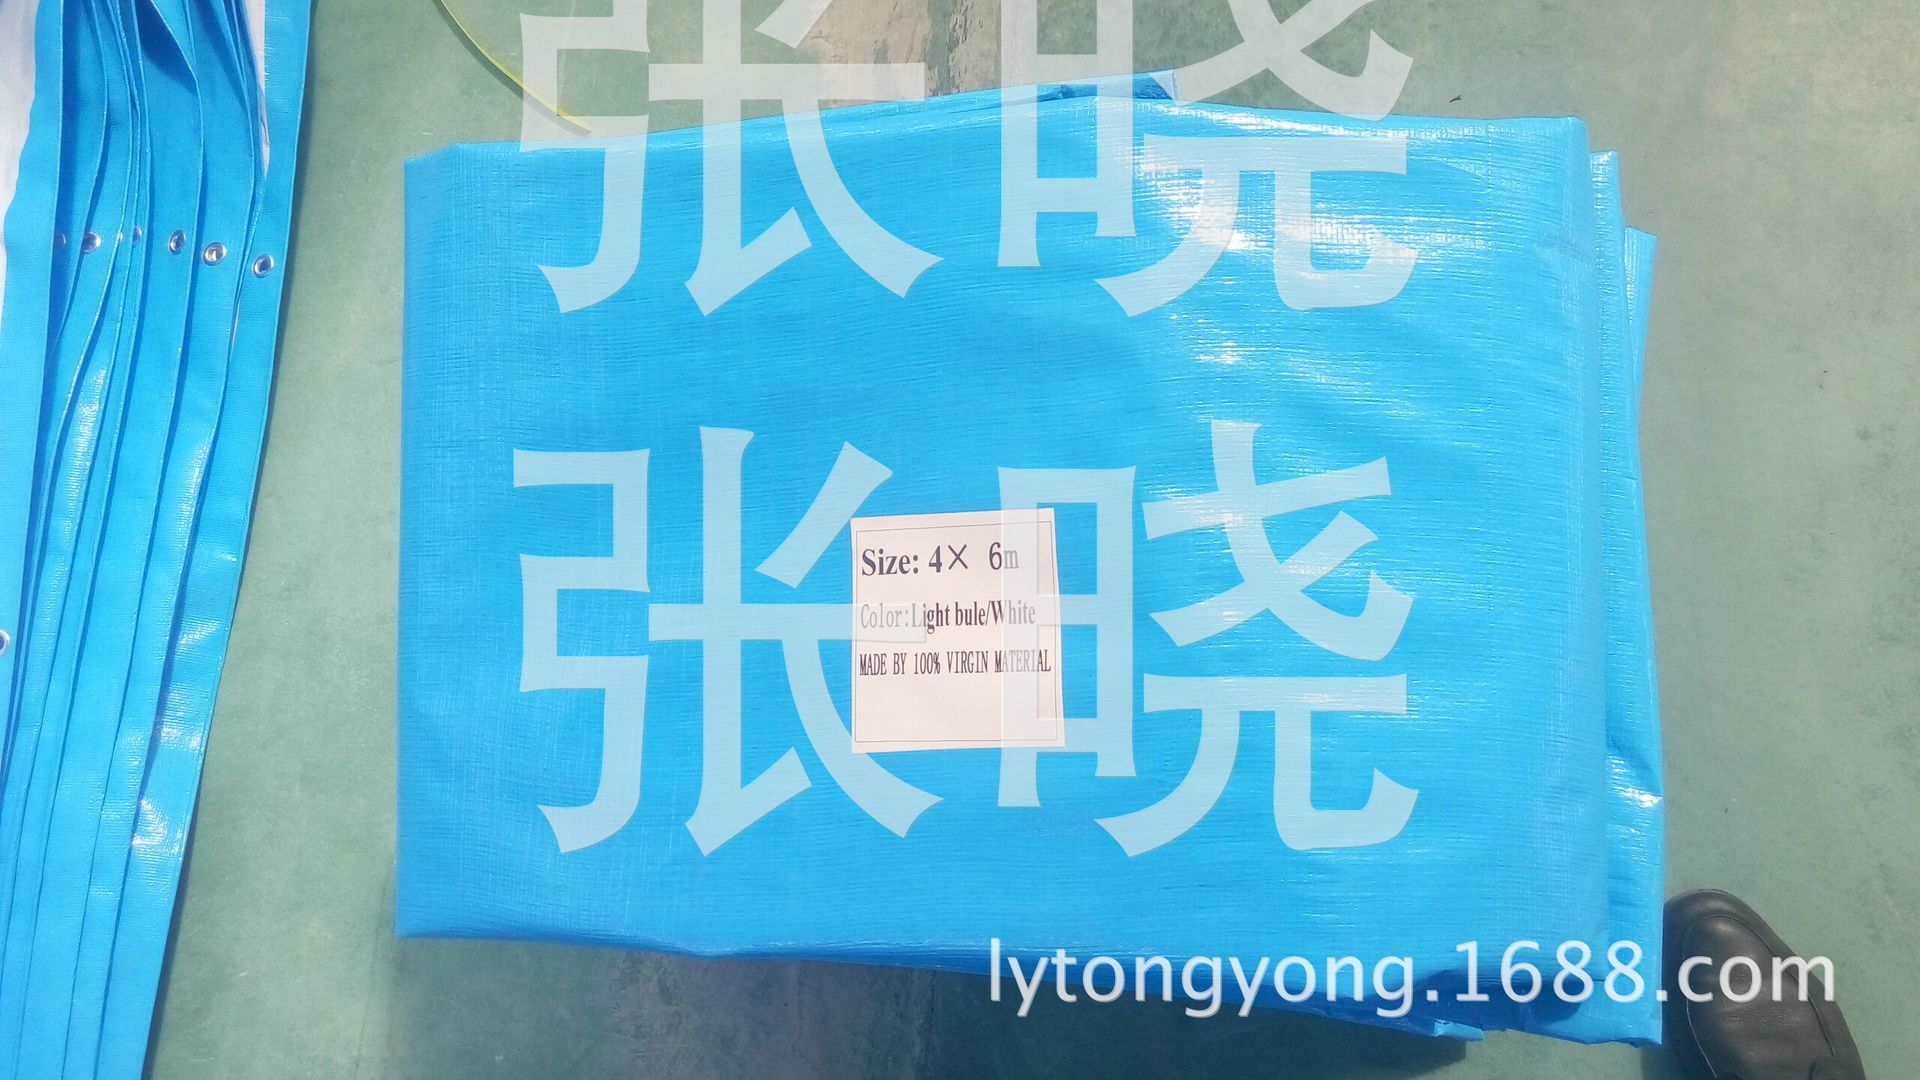 张晓
张晓
Size: 4× 6m
Color:Light bule/White
MADE BY 100% VIRGIN MATERIAL
lytongyong.1688.com